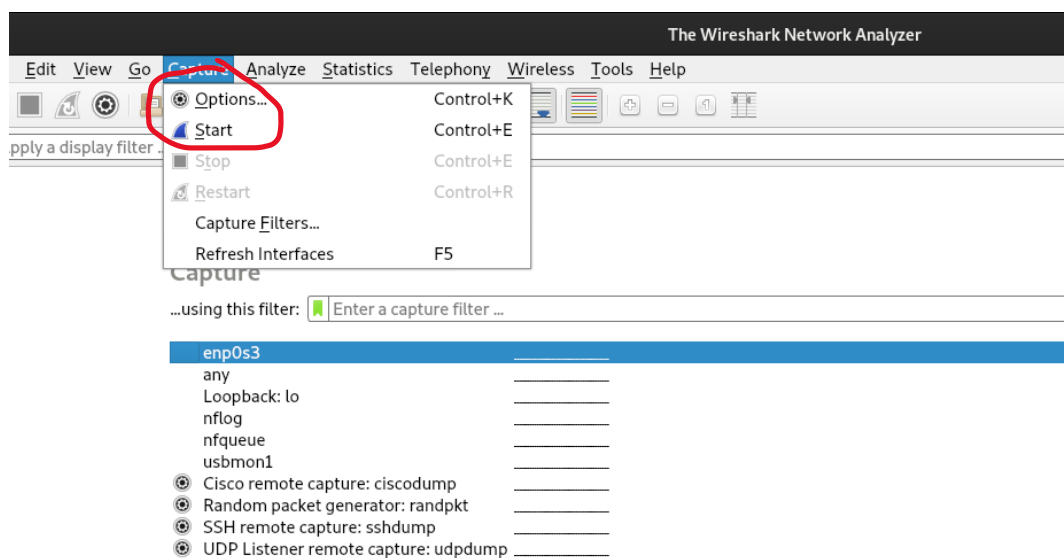 The Wireshark Network Analyzer
Edit View Go Capture Analyze Statistics Telephony Wireless Tools Help
Options... Control+K
Start Control+E
pply a display filter ..
Stop Control+E
Restart Control+R
Capture Filters...
Refresh Interfaces F5
Capture
...using this filter: Enter a capture filter ...
enp0s3
any
Loopback: lo
nflog
nfqueue
usbmon1
Cisco remote capture: ciscodump
Random packet generator: randpkt
SSH remote capture: sshdump
UDP Listener remote capture: udpdump